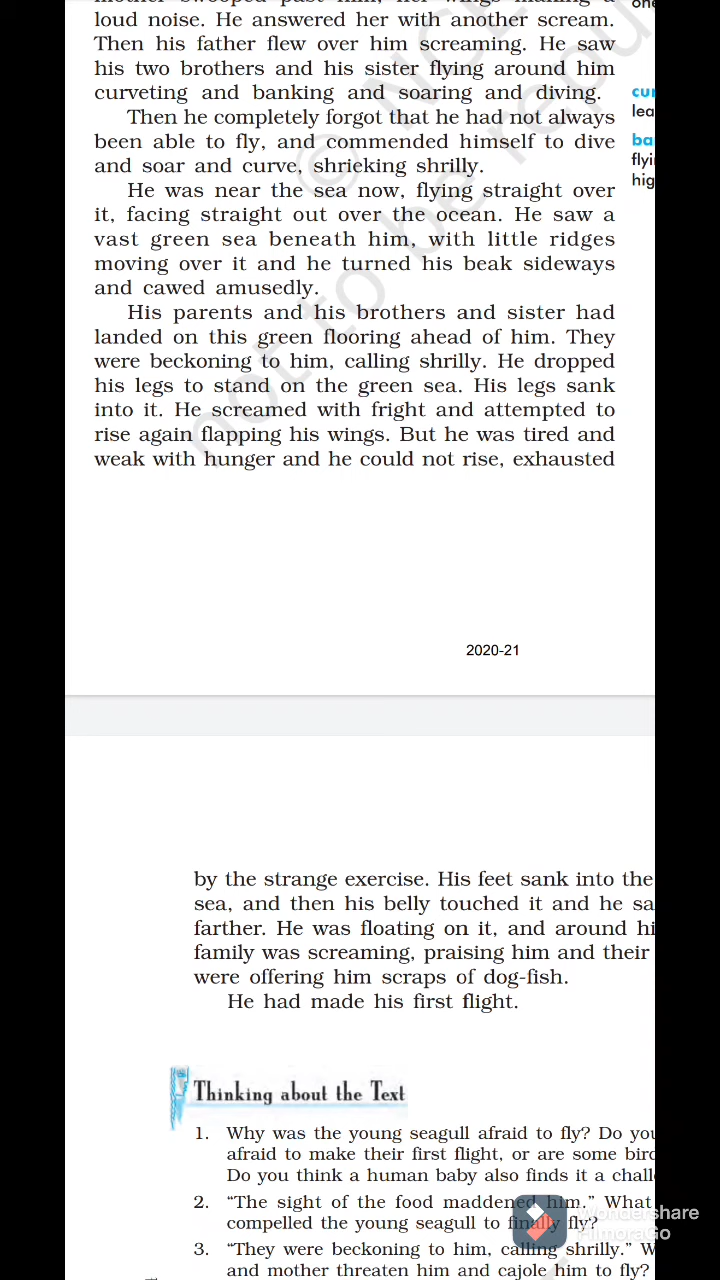 loud noise. He answered her with another scream.
Then his father flew over him screaming. He saw
his two brothers and his sister flying around him
curveting and banking and soaring and diving.
Then he completely forgot that he had not always
been able to fly, and commended himself to dive
and soar and curve, shrieking shrilly.
He was near the sea now, flying straight over
it, facing straight out over the ocean. He saw a
vast green sea beneath him, with little ridges
moving over it and he turned his beak sideways
and cawed amusedly.
His parents and his brothers and sister had
landed on this green flooring ahead of him. They
were beckoning to him, calling shrilly. He dropped
his legs to stand on the green sea. His legs sank
into it. He screamed with fright and attempted to
rise again flapping his wings. But he was tired and
weak with hunger and he could not rise, exhausted
2020-21
by the strange exercise. His feet sank into the
sea, and then his belly touched it and he sa
farther. He was floating on it, and around hi
family was screaming, praising him and their
were offering him scraps of dog-fish.
He had made his first flight.
Thinking about the Text
1. Why was the young seagull afraid to fly? Do you
afraid to make their first flight, or are some bird
Do you think a human baby also finds it a chall
2. “The sight of the food maddened him.” What
compelled the young seagull to finally fly?
3. “They were beckoning to him, calling shrilly.” W
and mother threaten him and cajole him to fly?
cur
lea
ba
flyi
hig
© NCE
not to be repu
Wondershare
FilmoraGo